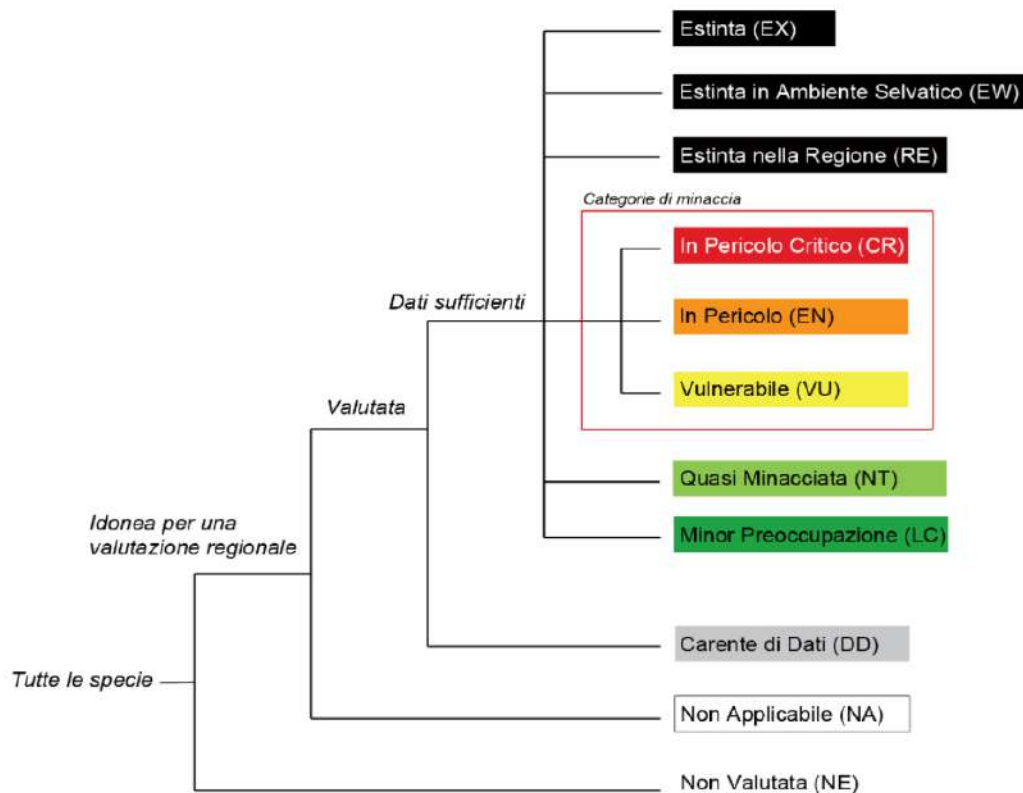 Estinta (EX)
Estinta in Ambiente Selvatico (EW)
Estinta nella Regione (RE)
Categorie di minaccia
In Pericolo Critico (CR)
Dati sufficienti
In Pericolo (EN)
Vulnerabile (VU)
Valutata
Quasi Minacciata (NT)
Idonea per una
valutazione regionale
Minor Preoccupazione (LC)
Carente di Dati (DD)
Tutte le specie
Non Applicabile (NA)
Non Valutata (NE)